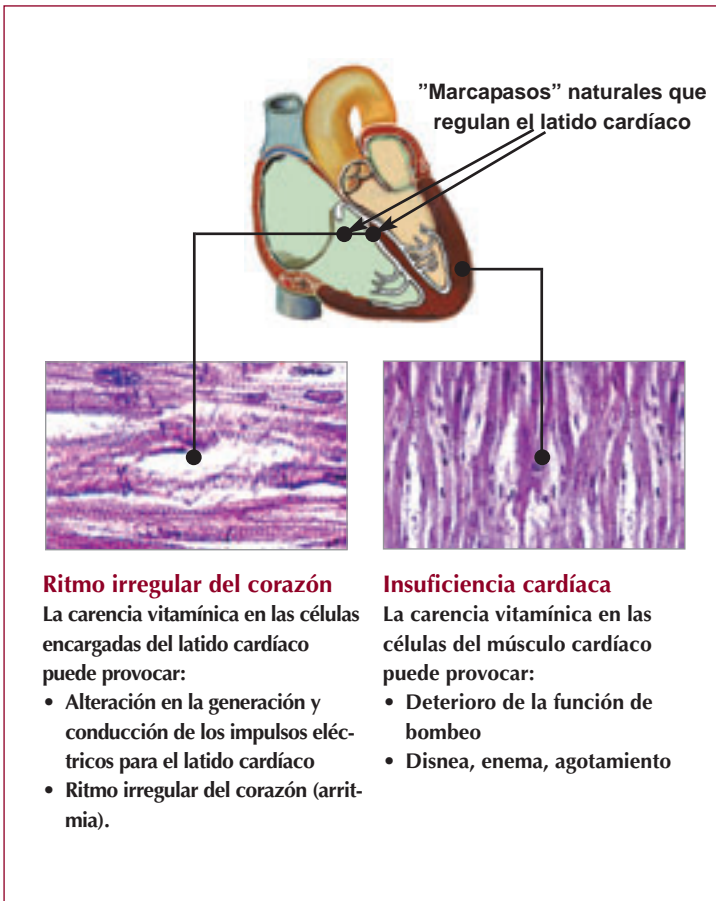 ”Marcapasos” naturales que
regulan el latido cardíaco
Ritmo irregular del corazón
La carencia vitamínica en las células
encargadas del latido cardíaco
puede provocar:
• Alteración en la generación y
conducción de los impulsos eléc-
tricos para el latido cardíaco
• Ritmo irregular del corazón (arrit-
mia).
Insuficiencia cardíaca
La carencia vitamínica en las
células del músculo cardíaco
puede provocar:
• Deterioro de la función de
bombeo
• Disnea, enema, agotamiento